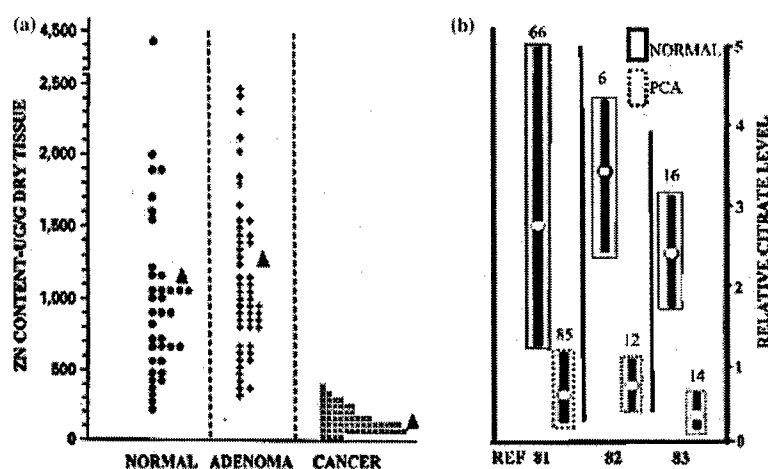 (a)
ZN CONTENT-UG/G DRY TISSUE
4,500
2,500
2,000
1,500
1,000
500
0
NORMAL ADENOMA CANCER
(b)
NORMAL
PCA
66
6
16
85
12
14
5
4
3
2
1
0
RELATIVE CITRATE LEVEL
REF 81 82 83